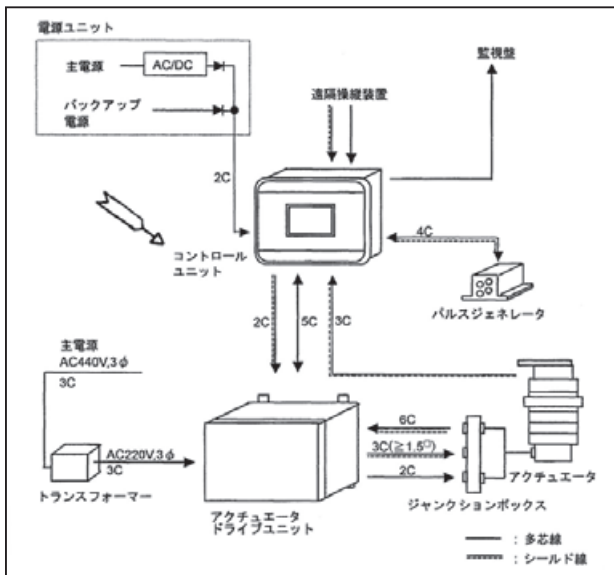 電源ユニット
主電源
AC/DC
バックアップ
電源
監視盤
遠隔操縦装置
2C
コントロール
ユニット
4C
パルスジェネレータ
2C
5C
3C
主電源
AC440V,3φ
3C
AC220V,3φ
3C
トランスフォーマー
アクチュエータ
ドライブユニット
6C
3C(≧1.5□)
2C
ジャンクションボックス
アクチュエータ
: 多芯線
: シールド線